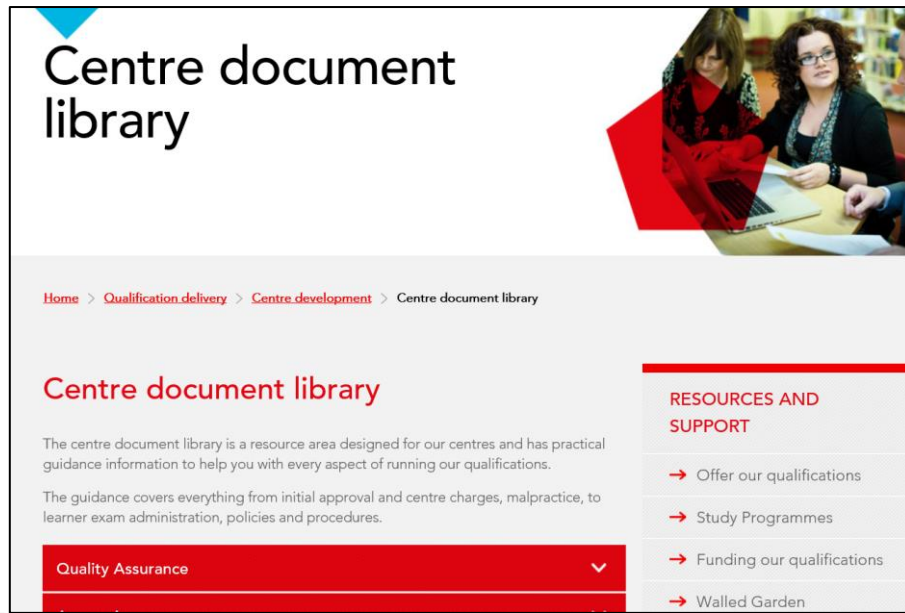 Centre document
library
Home > Qualification delivery > Centre development > Centre document library
Centre document library
The centre document library is a resource area designed for our centres and has practical
guidance information to help you with every aspect of running our qualifications.
The guidance covers everything from initial approval and centre charges, malpractice, to
learner exam administration, policies and procedures.
Quality Assurance
RESOURCES AND
SUPPORT
→ Offer our qualifications
→ Study Programmes
→ Funding our qualifications
→ Walled Garden